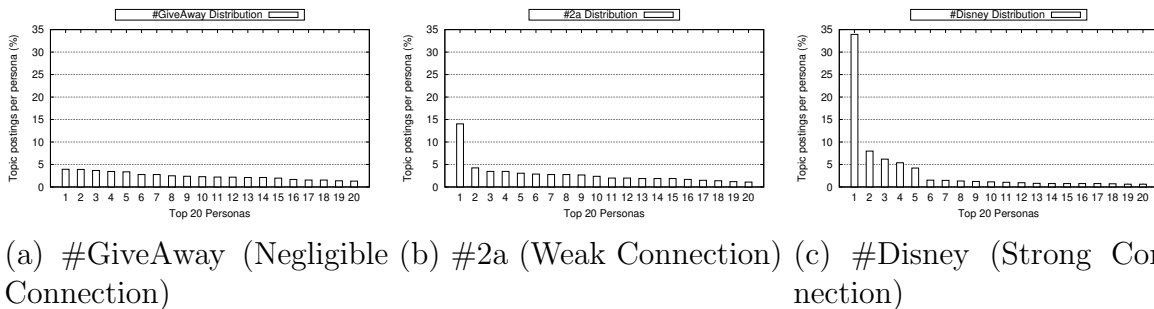 #GiveAway Distribution
35
30
25
20
15
10
5
0
Topic postings per persona (%)
1 2 3 4 5 6 7 8 9 10 11 12 13 14 15 16 17 18 19 20
Top 20 Personas
#2a Distribution
35
30
25
20
15
10
5
0
Topic postings per persona (%)
1 2 3 4 5 6 7 8 9 10 11 12 13 14 15 16 17 18 19 20
Top 20 Personas
#Disney Distribution
35
30
25
20
15
10
5
0
Topic postings per persona (%)
1 2 3 4 5 6 7 8 9 10 11 12 13 14 15 16 17 18 19 20
Top 20 Personas
(a) #GiveAway (Negligible
Connection)
(b) #2a (Weak Connection)
(c) #Disney (Strong Con
nection)